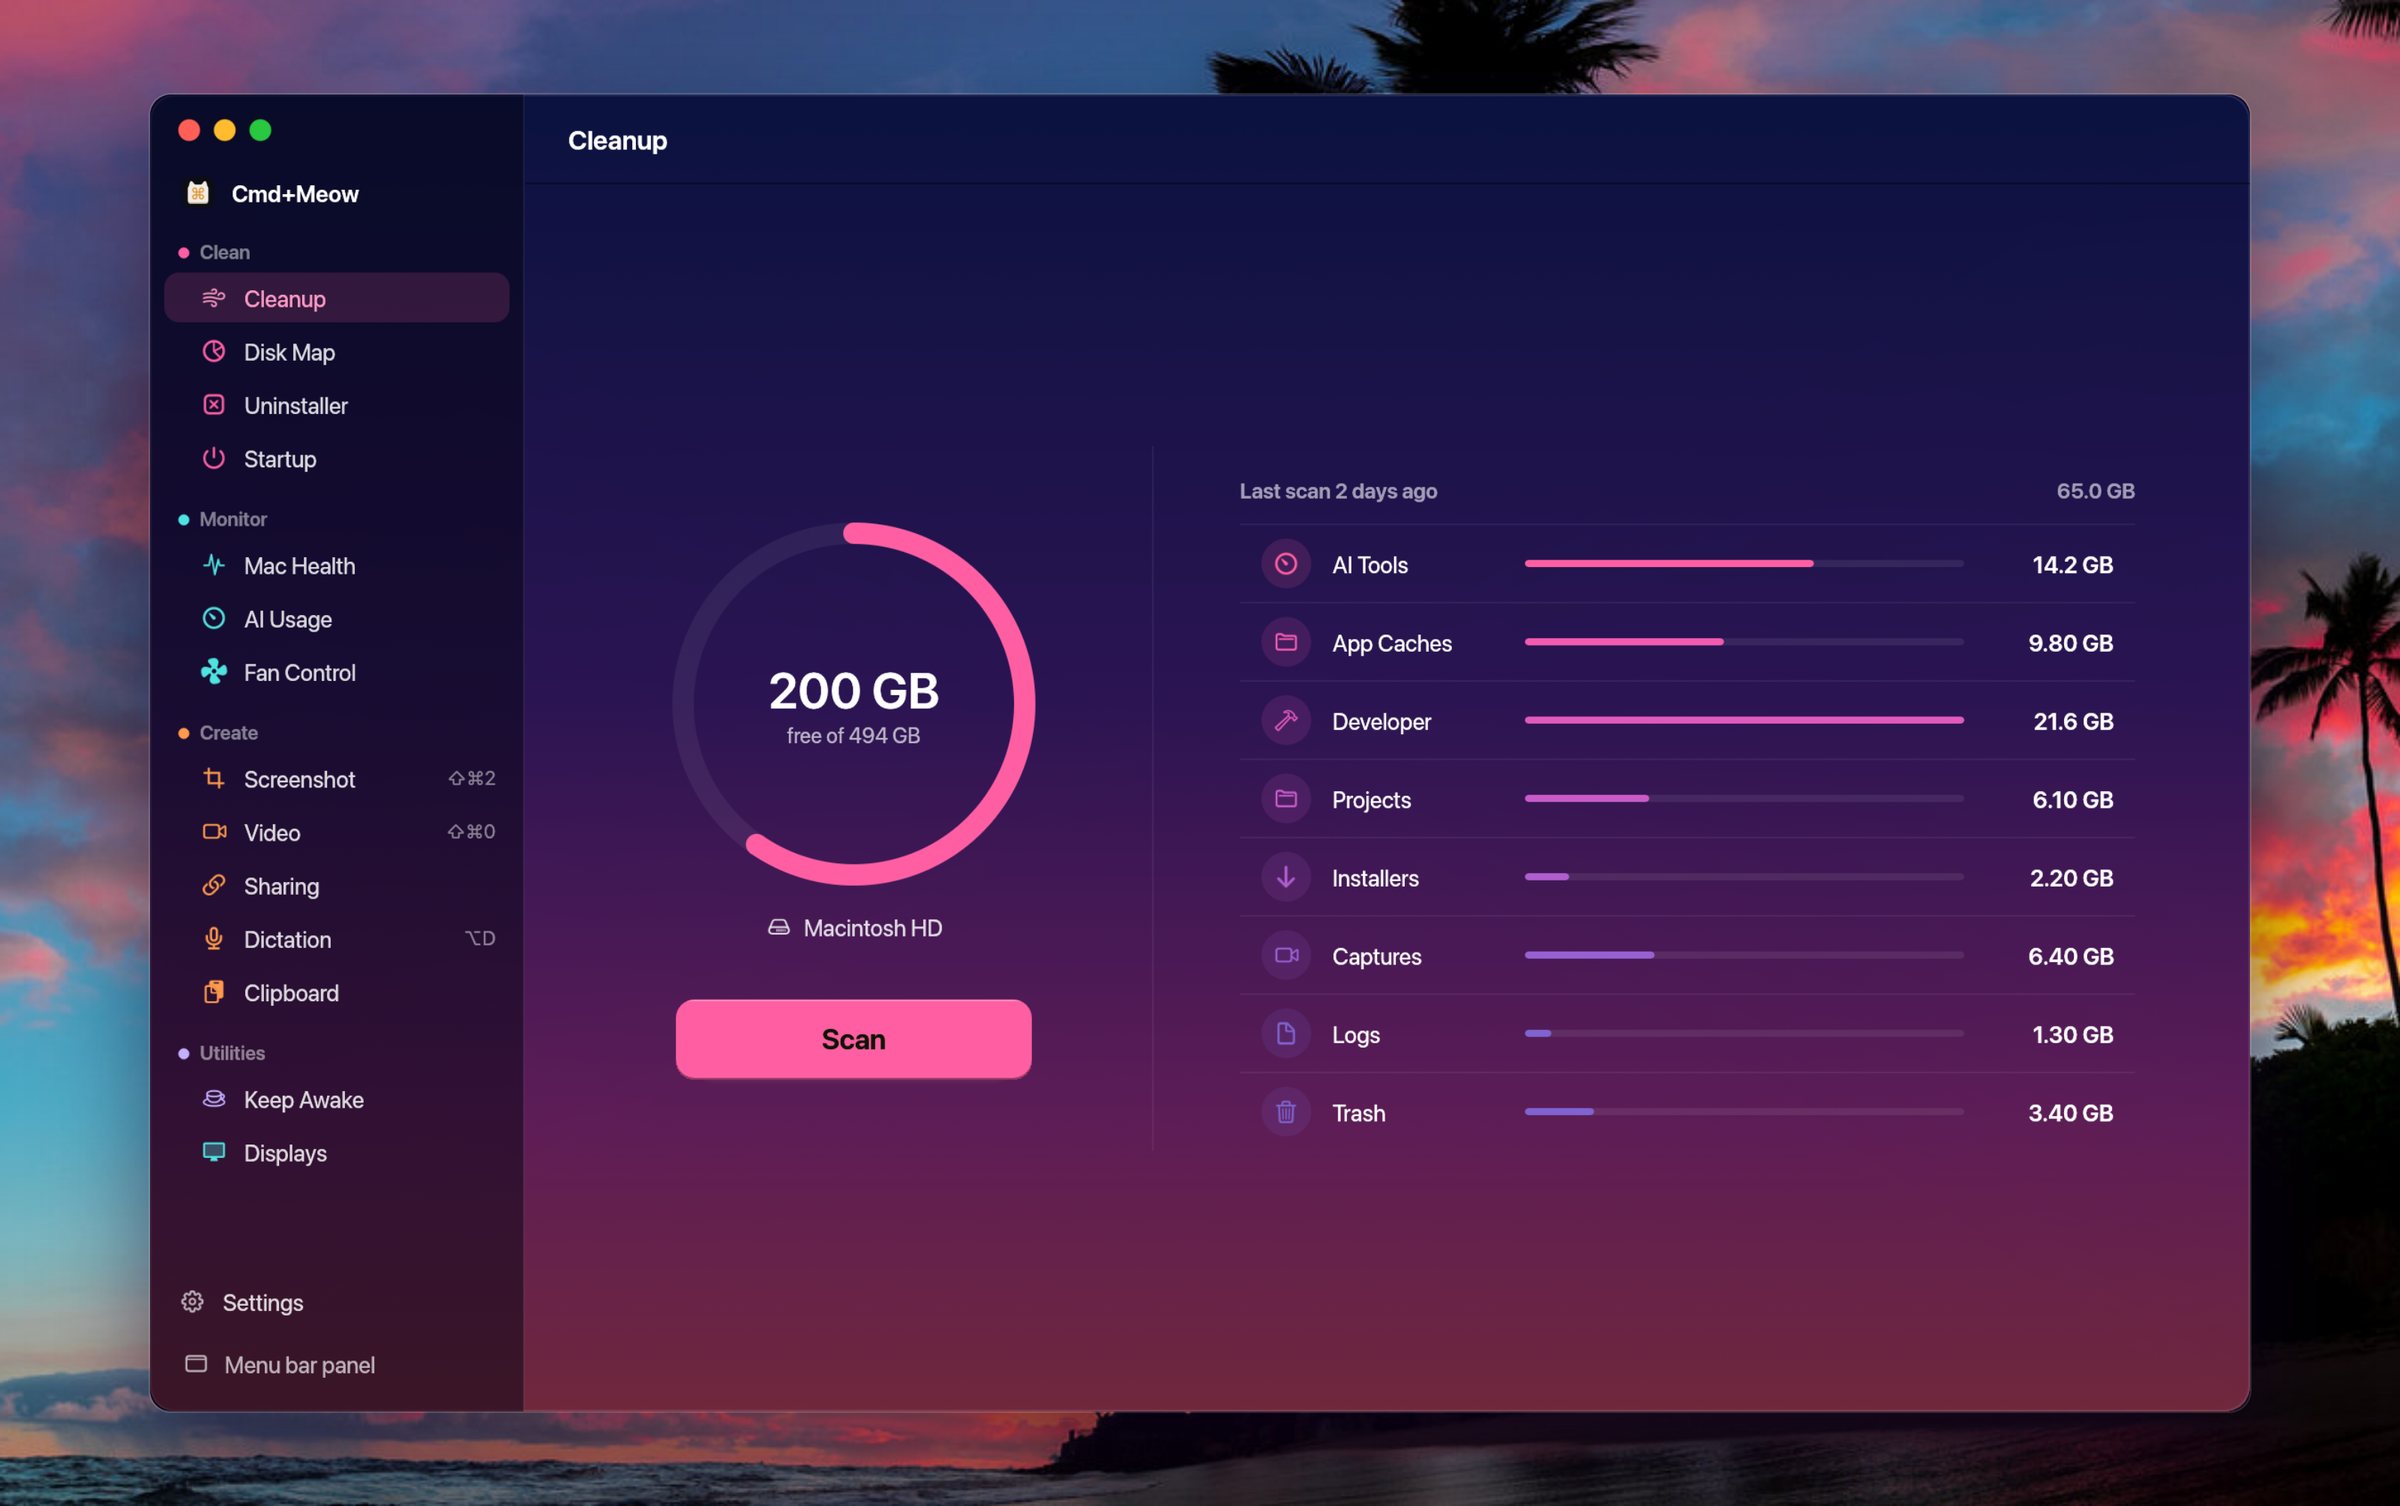 Cmd+Meow
Clean
Cleanup
Disk Map
Uninstaller
Startup
Monitor
Mac Health
AI Usage
Fan Control
Create
Screenshot ⇧⌘2
Video ⇧⌘0
Sharing
Dictation ⌥D
Clipboard
Utilities
Keep Awake
Displays
Settings
Menu bar panel
Cleanup
200 GB
free of 494 GB
Macintosh HD
Scan
Last scan 2 days ago 65.0 GB
AI Tools 14.2 GB
App Caches 9.80 GB
Developer 21.6 GB
Projects 6.10 GB
Installers 2.20 GB
Captures 6.40 GB
Logs 1.30 GB
Trash 3.40 GB